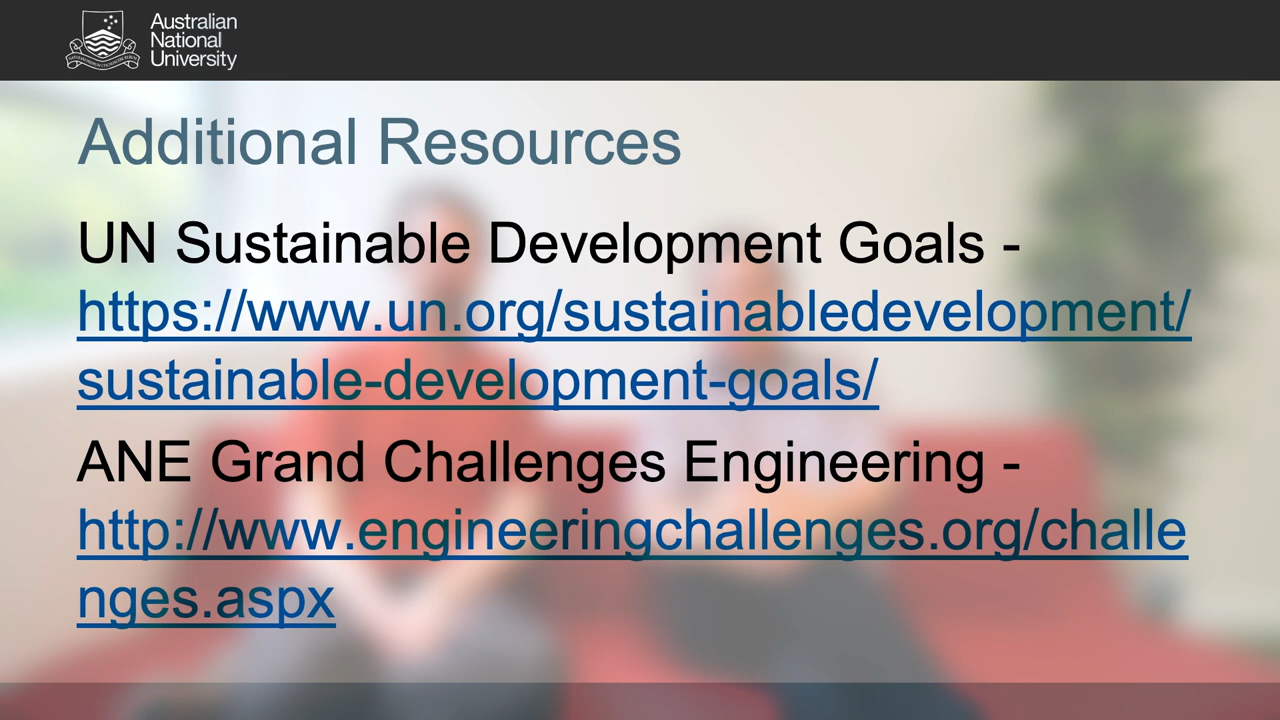 Australian
National
University
Additional Resources
UN Sustainable Development Goals -
https://www.un.org/sustainabledevelopment/
sustainable-development-goals/
ANE Grand Challenges Engineering -
http://www.engineeringchallenges.org/challe
nges.aspx